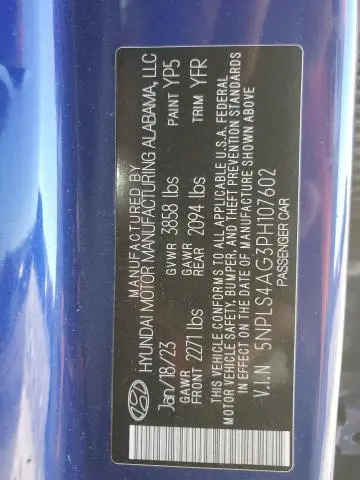 MANUFACTURED BY
HYUNDAI MOTOR MANUFACTURING ALABAMA, LLC
Jan/18/23 GVWR 3858 lbs PAINT YP5
GAWR FRONT 2271 lbs GAWR REAR 2094 lbs TRIM YFR
THIS VEHICLE CONFORMS TO ALL APPLICABLE U.S.A. FEDERAL
MOTOR VEHICLE SAFETY, BUMPER, AND THEFT PREVENTION STANDARDS
IN EFFECT ON THE DATE OF MANUFACTURE SHOWN ABOVE
V.I.N 5NPLS4AG3PH107602
PASSENGER CAR